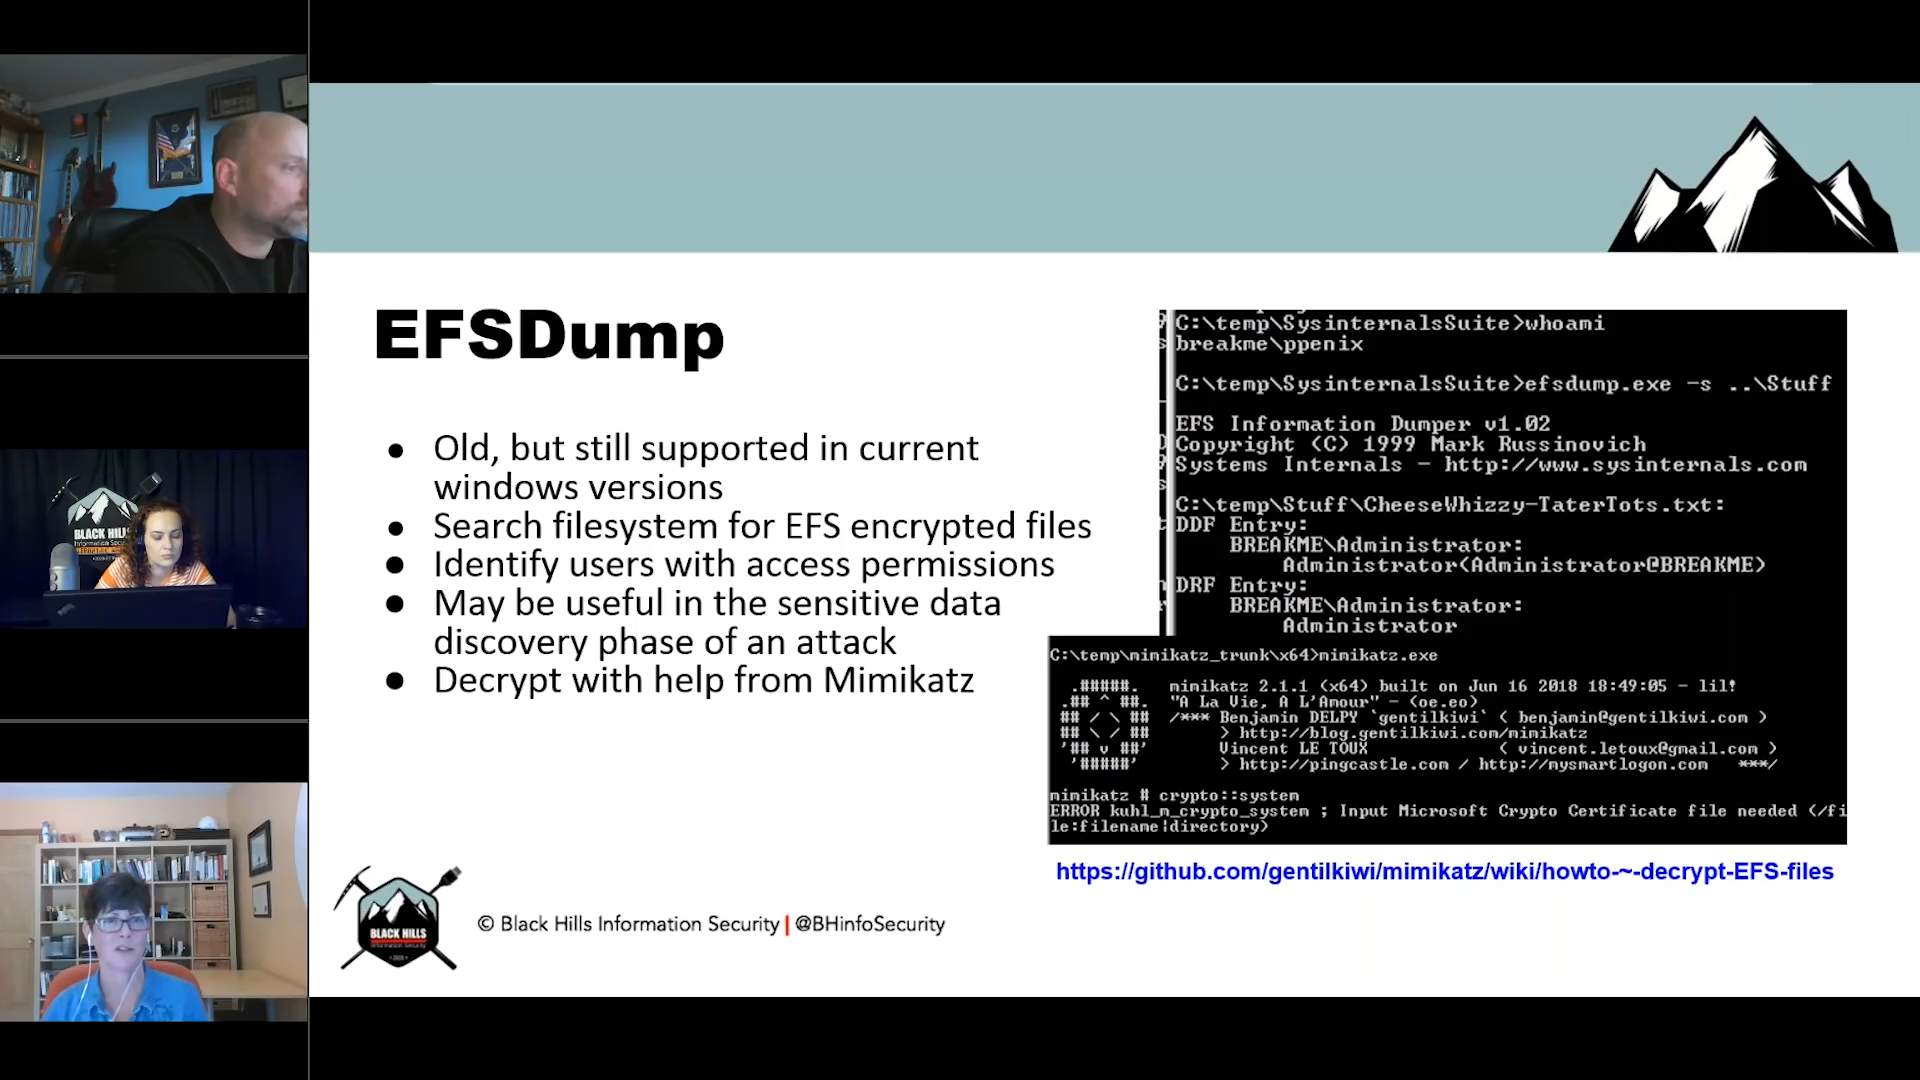 EFSDump
● Old, but still supported in current
windows versions
● Search filesystem for EFS encrypted files
● Identify users with access permissions
● May be useful in the sensitive data
discovery phase of an attack
● Decrypt with help from Mimikatz
C:\temp\SysinternalsSuite>whoami
breakme\ppenix
C:\temp\SysinternalsSuite>efsdump.exe -s ..\Stuff
EFS Information Dumper v1.02
Copyright (C) 1999 Mark Russinovich
Systems Internals - http://www.sysinternals.com
C:\temp\Stuff\CheeseWhizzy-TaterTots.txt:
DDF Entry:
BREAKME\Administrator:
Administrator(Administrator@BREAKME)
DRF Entry:
BREAKME\Administrator:
Administrator
C:\temp\mimikatz_trunk\x64>mimikatz.exe
.#####. mimikatz 2.1.1 (x64) built on Jun 16 2018 18:49:05 - lil!
.## ^ ##. "A La Vie, A L'Amour" - (oe.eo)
## / \ ## /*** Benjamin DELPY `gentilkiwi` ( benjamin@gentilkiwi.com )
## \ / ## > http://blog.gentilkiwi.com/mimikatz
'## v ##' Vincent LE TOUX ( vincent.letoux@gmail.com )
'#####' > http://pingcastle.com / http://mysmartlogon.com ***/
mimikatz # crypto::system
ERROR kuhl_m_crypto_system ; Input Microsoft Crypto Certificate file needed (/fi
le:filename|directory)
https://github.com/gentilkiwi/mimikatz/wiki/howto-~-decrypt-EFS-files
BLACK HILLS
Information Security
© Black Hills Information Security | @BHinfoSecurity
BLACK HILLS